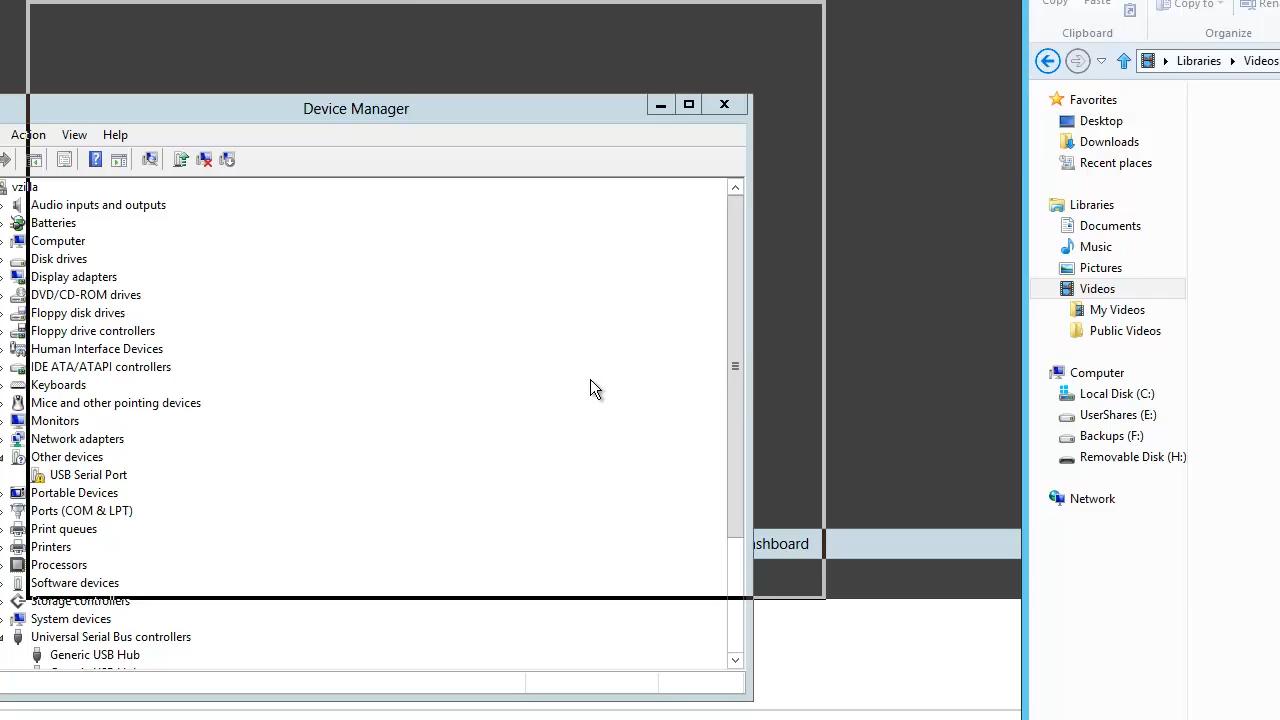 Device Manager
Action View Help
vzilla
Audio inputs and outputs
Batteries
Computer
Disk drives
Display adapters
DVD/CD-ROM drives
Floppy disk drives
Floppy drive controllers
Human Interface Devices
IDE ATA/ATAPI controllers
Keyboards
Mice and other pointing devices
Monitors
Network adapters
Other devices
USB Serial Port
Portable Devices
Ports (COM & LPT)
Print queues
Printers
Processors
Software devices
Storage controllers
System devices
Universal Serial Bus controllers
Generic USB Hub
shboard
Copy Paste
Copy to
Clipboard
Organize
Libraries Videos
Favorites
Desktop
Downloads
Recent places
Libraries
Documents
Music
Pictures
Videos
My Videos
Public Videos
Computer
Local Disk (C:)
UserShares (E:)
Backups (F:)
Removable Disk (H:)
Network